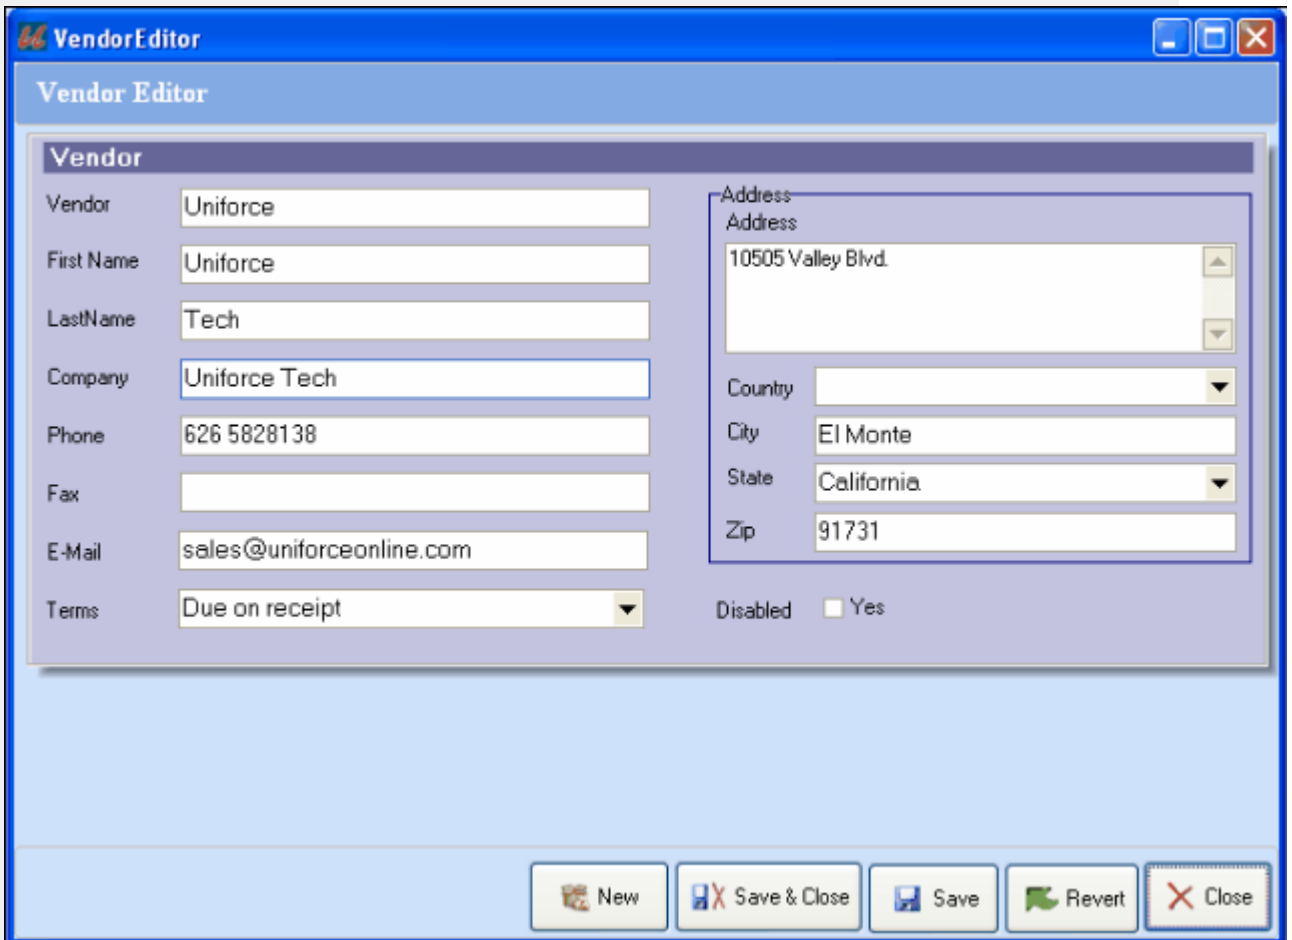 VendorEditor
Vendor Editor
Vendor
Vendor Uniforce
First Name Uniforce
LastName Tech
Company Uniforce Tech
Phone 626 5828138
Fax
E-Mail sales@uniforceonline.com
Terms Due on receipt
Address
Address
10505 Valley Blvd.
Country
City El Monte
State California
Zip 91731
Disabled Yes
New Save & Close Save Revert Close